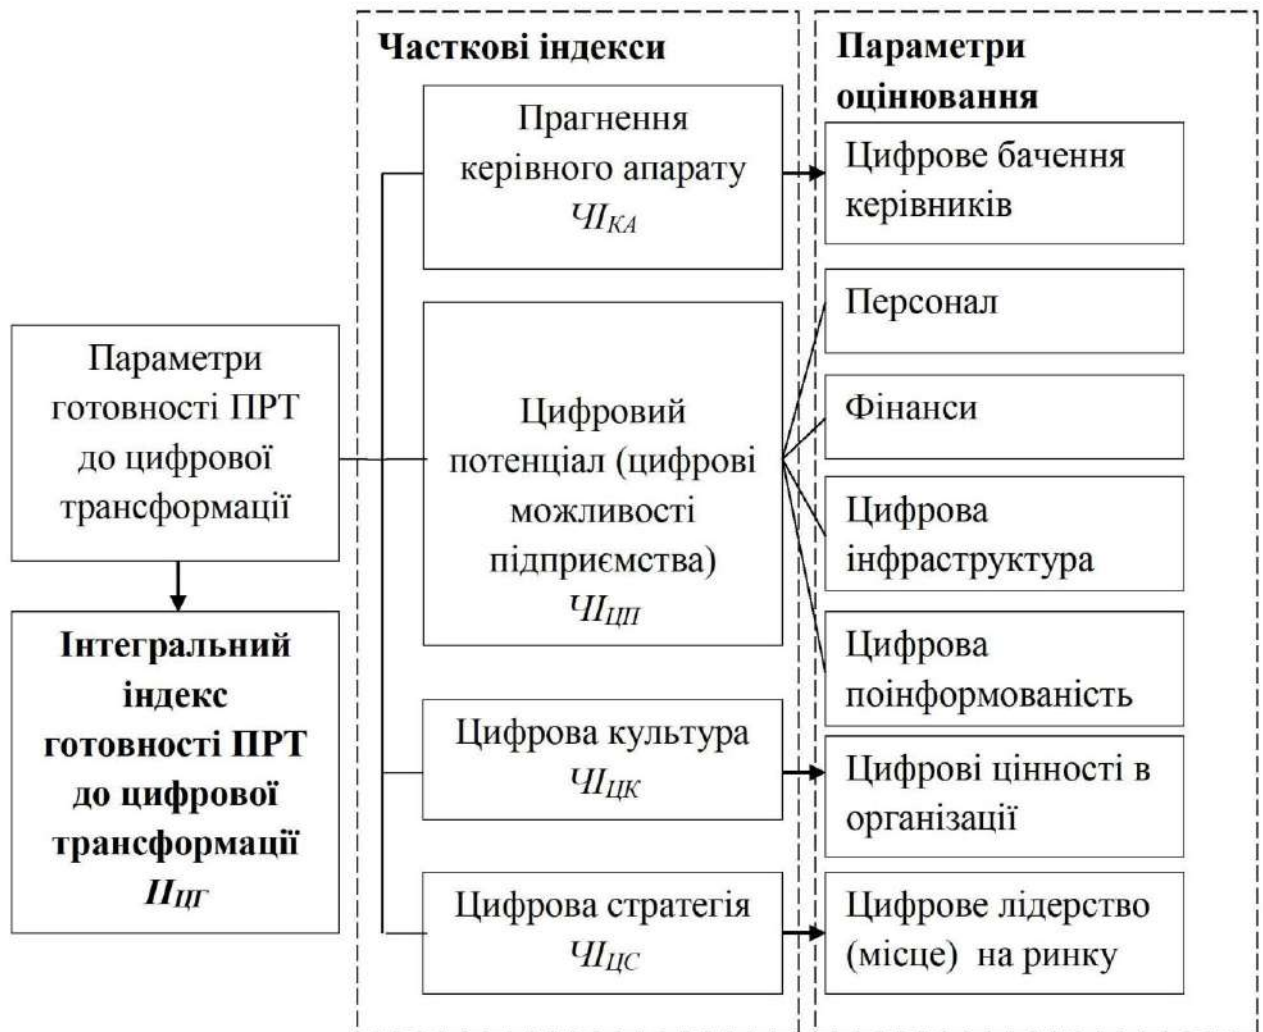 Параметри
готовності ПРТ
до цифрової
трансформації
Інтегральний
індекс
готовності ПРТ
до цифрової
трансформації
ІІЦГ
Часткові індекси
Прагнення
керівного апарату
ЧІКА
Цифровий
потенціал (цифрові
можливості
підприємства)
ЧІЦП
Цифрова культура
ЧІЦК
Цифрова стратегія
ЧІЦС
Параметри
оцінювання
Цифрове бачення
керівників
Персонал
Фінанси
Цифрова
інфраструктура
Цифрова
поінформованість
Цифрові цінності в
організації
Цифрове лідерство
(місце) на ринку